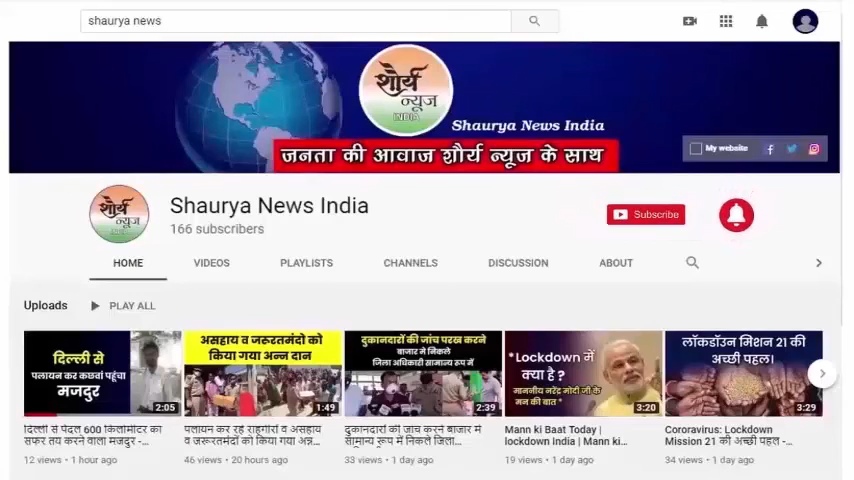 shaurya news
शौर्य
न्यूज
INDIA
Shaurya News India
My website
जनता की आवाज शौर्य न्यूज के साथ
शौर्य
न्यूज
Shaurya News India
166 subscribers
Subscribe
HOME VIDEOS PLAYLISTS CHANNELS DISCUSSION ABOUT
Uploads PLAY ALL
दिल्ली से
पलायन कर कछवां पहुंचा
मजदुर
2:05
असहाय व जरूरतमंदो को
किया गया अन्न दान
1:49
दुकानदारों की जांच परख करने
बाजार मे निकले
जिला अधिकारी सामान्य रूप में
2:39
"Lockdown में
क्या है ?
माननीय नरेंद्र मोदी जी के
मन की बात"
3:20
लॉकडॉउन मिशन 21 की
अच्छी पहल।
3:29
दिल्ली से पैदल 600 किलोमीटर का
सफर तय करने वाला मजदुर -...
12 views • 1 hour ago
पलायन कर रहे राहगीरों व असहाय
व जरूरतमंदों को किया गया अन्न...
46 views • 20 hours ago
दुकानदारों की जांच करने बाजार में
सामान्य रूप में निकले जिला...
33 views • 1 day ago
Mann ki Baat Today |
lockdown India | Mann ki...
19 views • 1 day ago
Cororavirus: Lockdown
Mission 21 की अच्छी पहल -...
34 views • 1 day ago